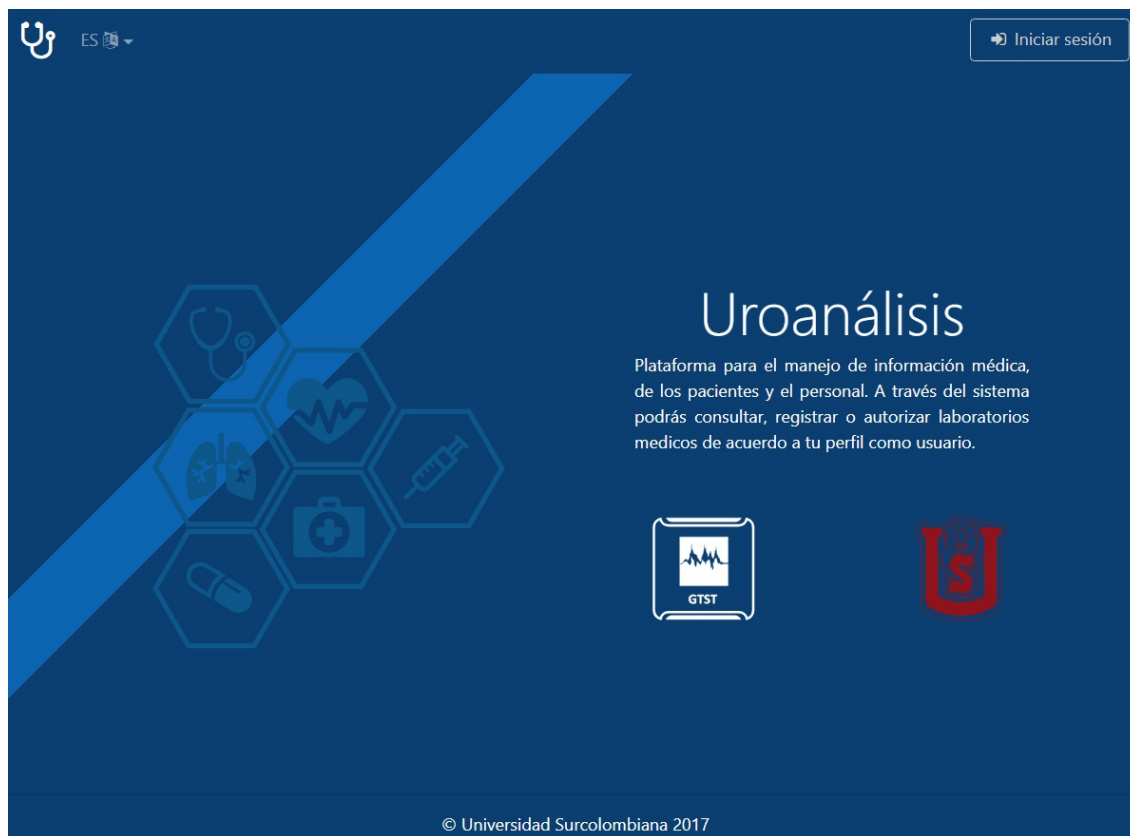 ES
Iniciar sesión
Uroanálisis
Plataforma para el manejo de información médica,
de los pacientes y el personal. A través del sistema
podrás consultar, registrar o autorizar laboratorios
medicos de acuerdo a tu perfil como usuario.
GTST
U
S
© Universidad Surcolombiana 2017